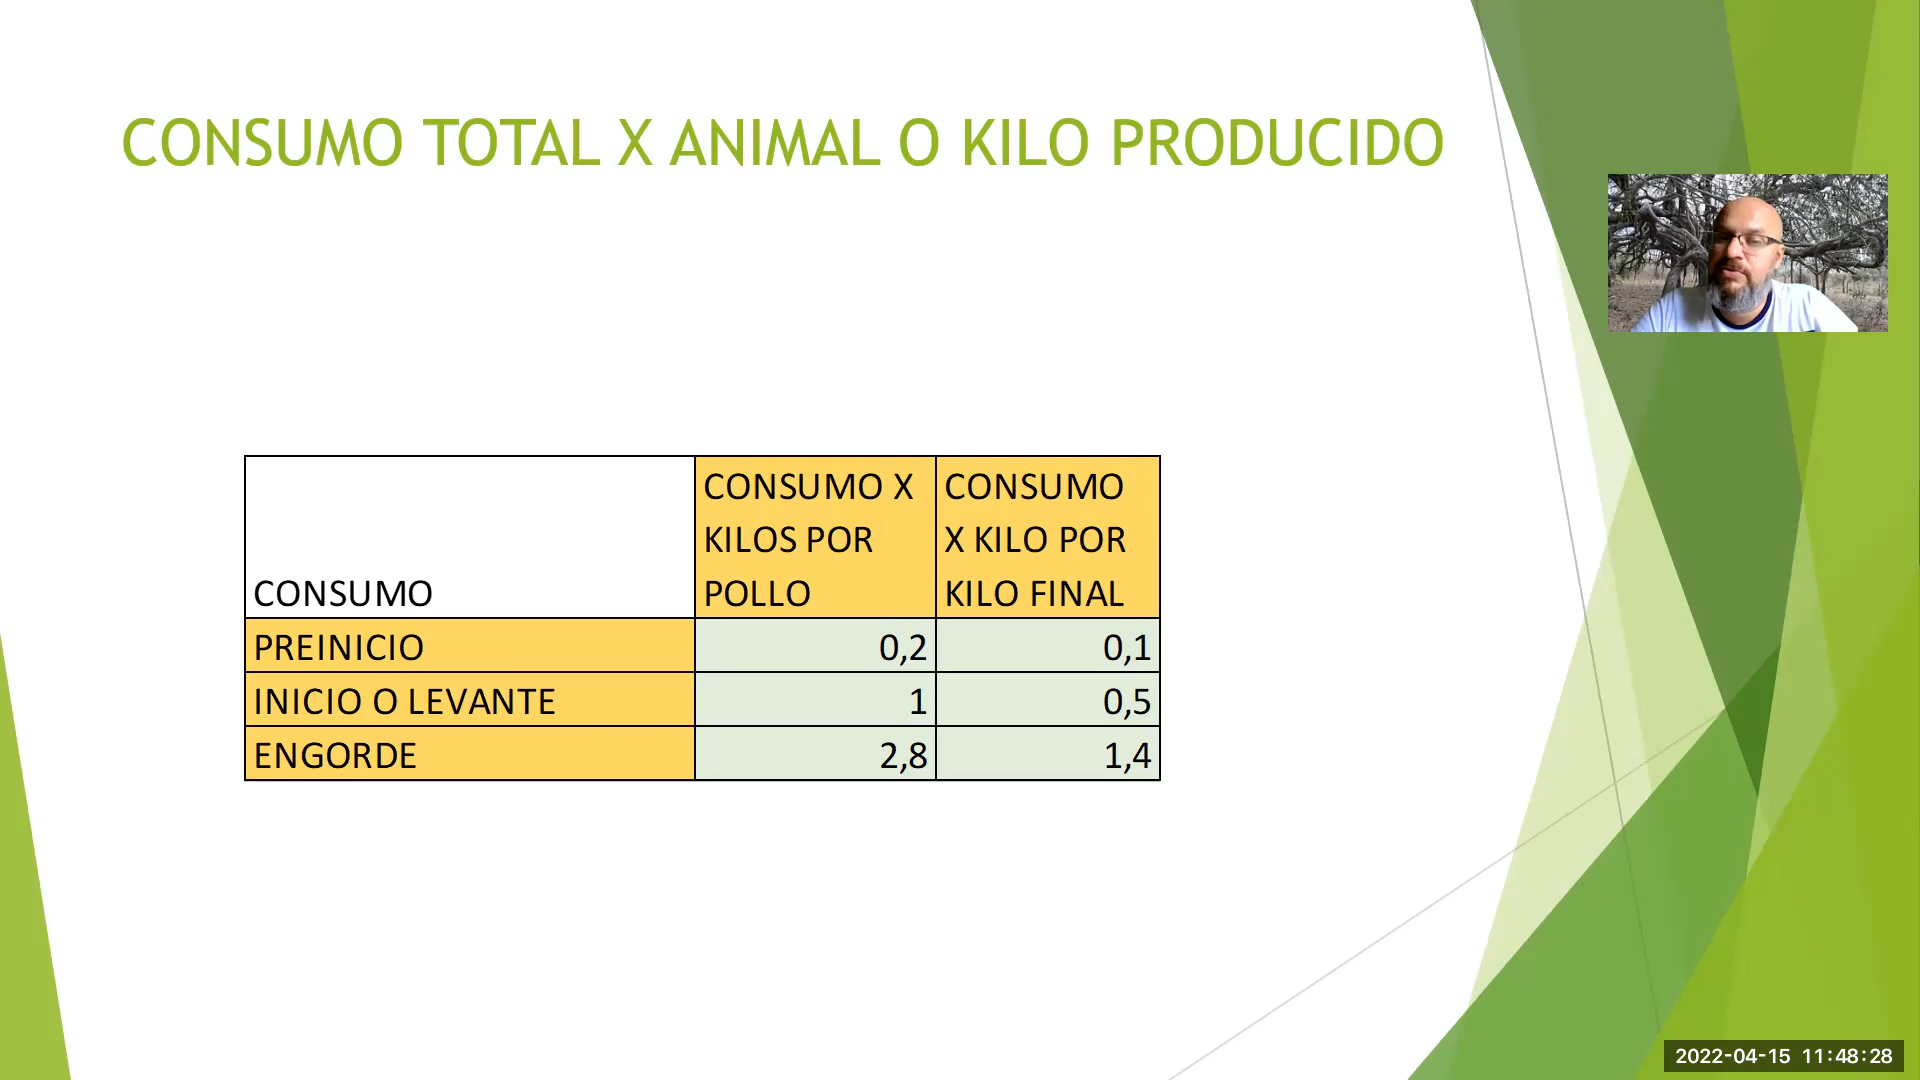 CONSUMO TOTAL X ANIMAL O KILO PRODUCIDO
CONSUMO
CONSUMO X
KILOS POR
POLLO
CONSUMO
X KILO POR
KILO FINAL
PREINICIO 0,2 0,1
INICIO O LEVANTE 1 0,5
ENGORDE 2,8 1,4
2022-04-15 11:48:28